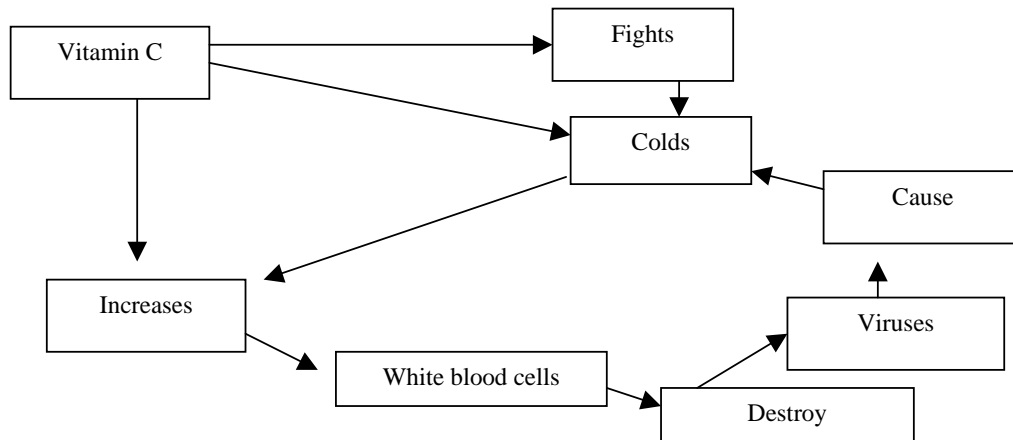 Fights
Vitamin C
Colds
Cause
Increases
Viruses
White blood cells
Destroy